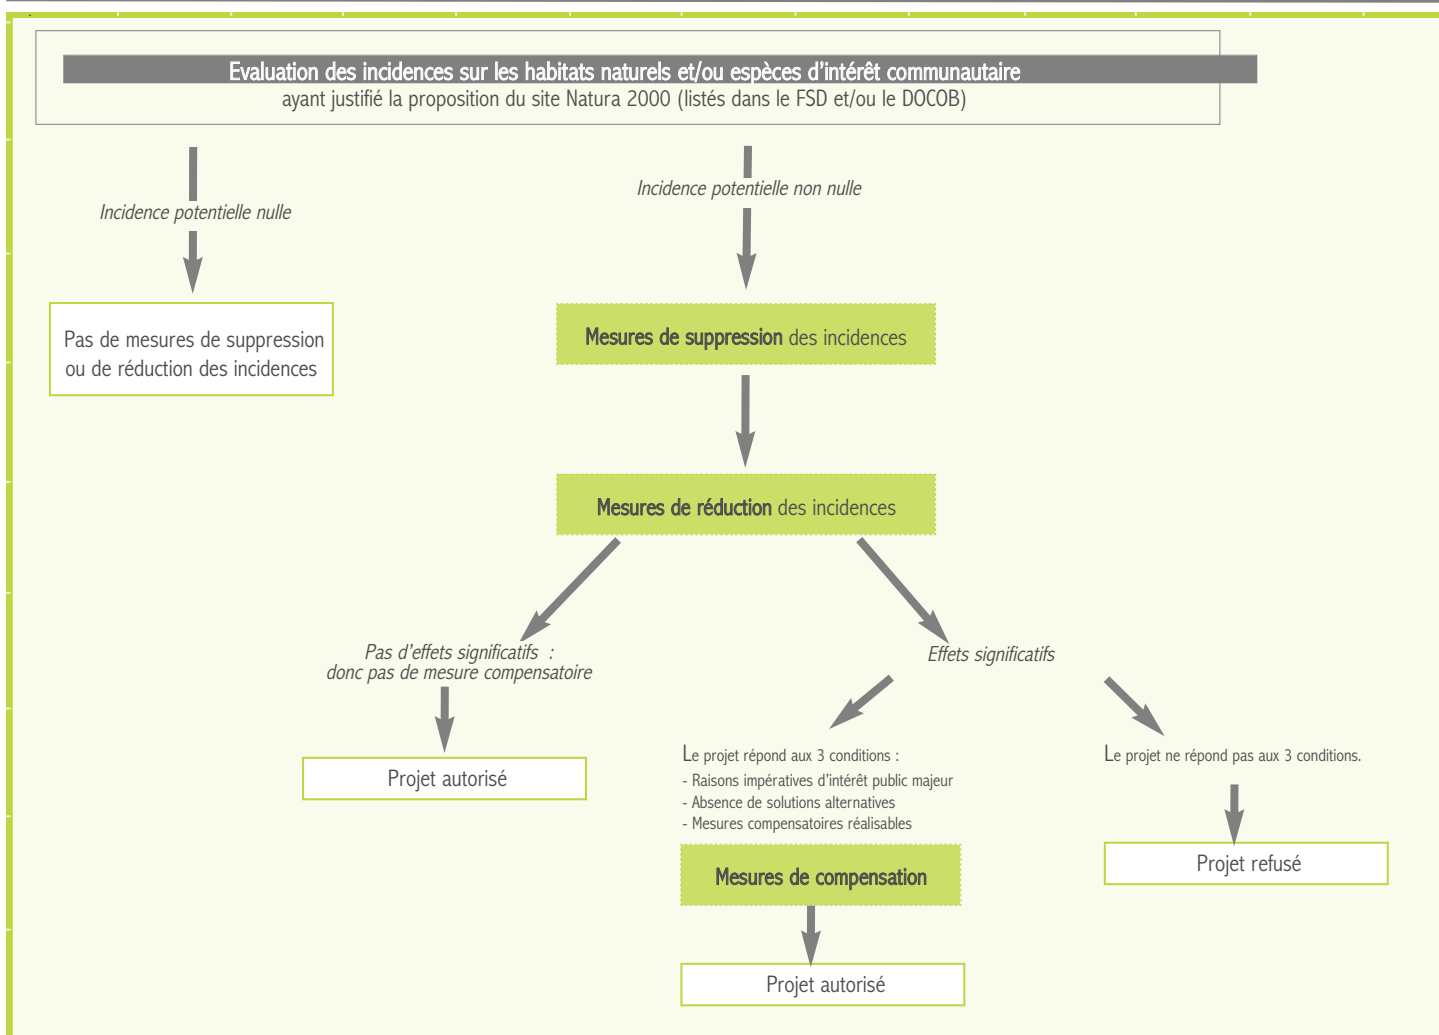 Evaluation des incidences sur les habitats naturels et/ou espèces d'intérêt communautaire
ayant justifié la proposition du site Natura 2000 (listés dans le FSD et/ou le DOCOB)
Incidence potentielle nulle
Incidence potentielle non nulle
Pas de mesures de suppression
ou de réduction des incidences
Mesures de suppression des incidences
Mesures de réduction des incidences
Pas d'effets significatifs :
donc pas de mesure compensatoire
Effets significatifs
Projet autorisé
Le projet répond aux 3 conditions :
- Raisons impératives d'intérêt public majeur
- Absence de solutions alternatives
- Mesures compensatoires réalisables
Le projet ne répond pas aux 3 conditions.
Mesures de compensation
Projet refusé
Projet autorisé